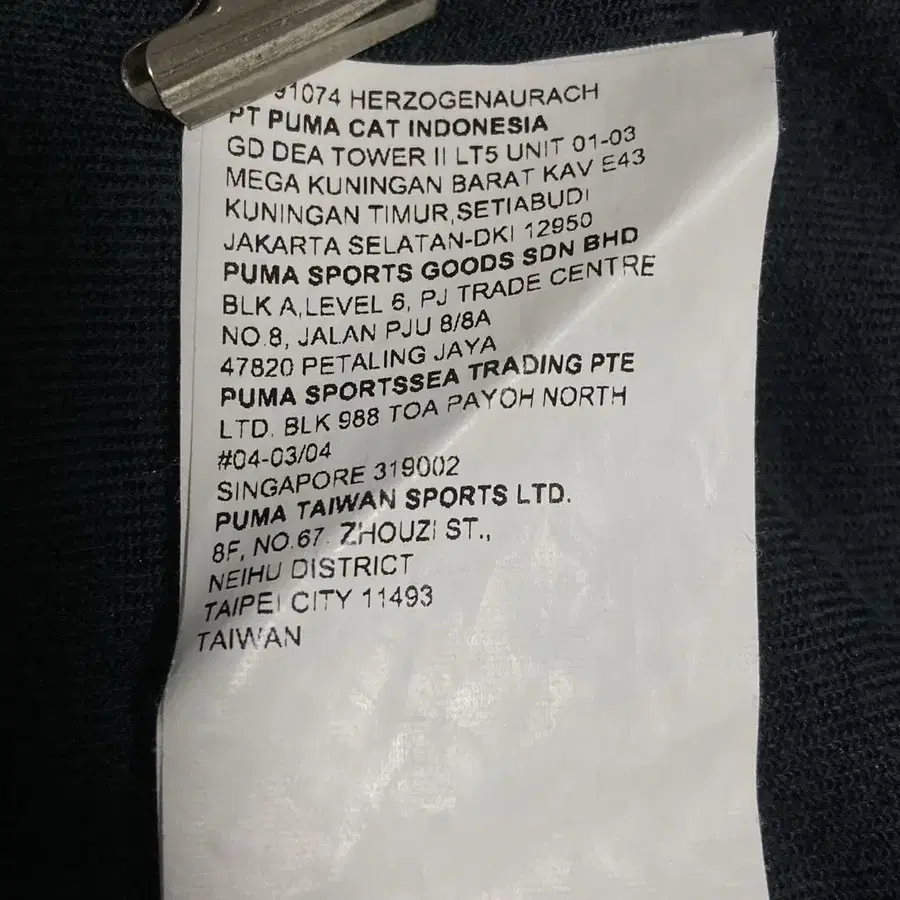 91074 HERZOGENAURACH
PT PUMA CAT INDONESIA
GD DEA TOWER II LT5 UNIT 01-03
MEGA KUNINGAN BARAT KAV E43
KUNINGAN TIMUR,SETIABUDI
JAKARTA SELATAN-DKI 12950
PUMA SPORTS GOODS SDN BHD
BLK A,LEVEL 6, PJ TRADE CENTRE
NO.8, JALAN PJU 8/8A
47820 PETALING JAYA
PUMA SPORTSSEA TRADING PTE
LTD. BLK 988 TOA PAYOH NORTH
#04-03/04
SINGAPORE 319002
PUMA TAIWAN SPORTS LTD.
8F, NO.67. ZHOUZI ST.,
NEIHU DISTRICT
TAIPEI CITY 11493
TAIWAN